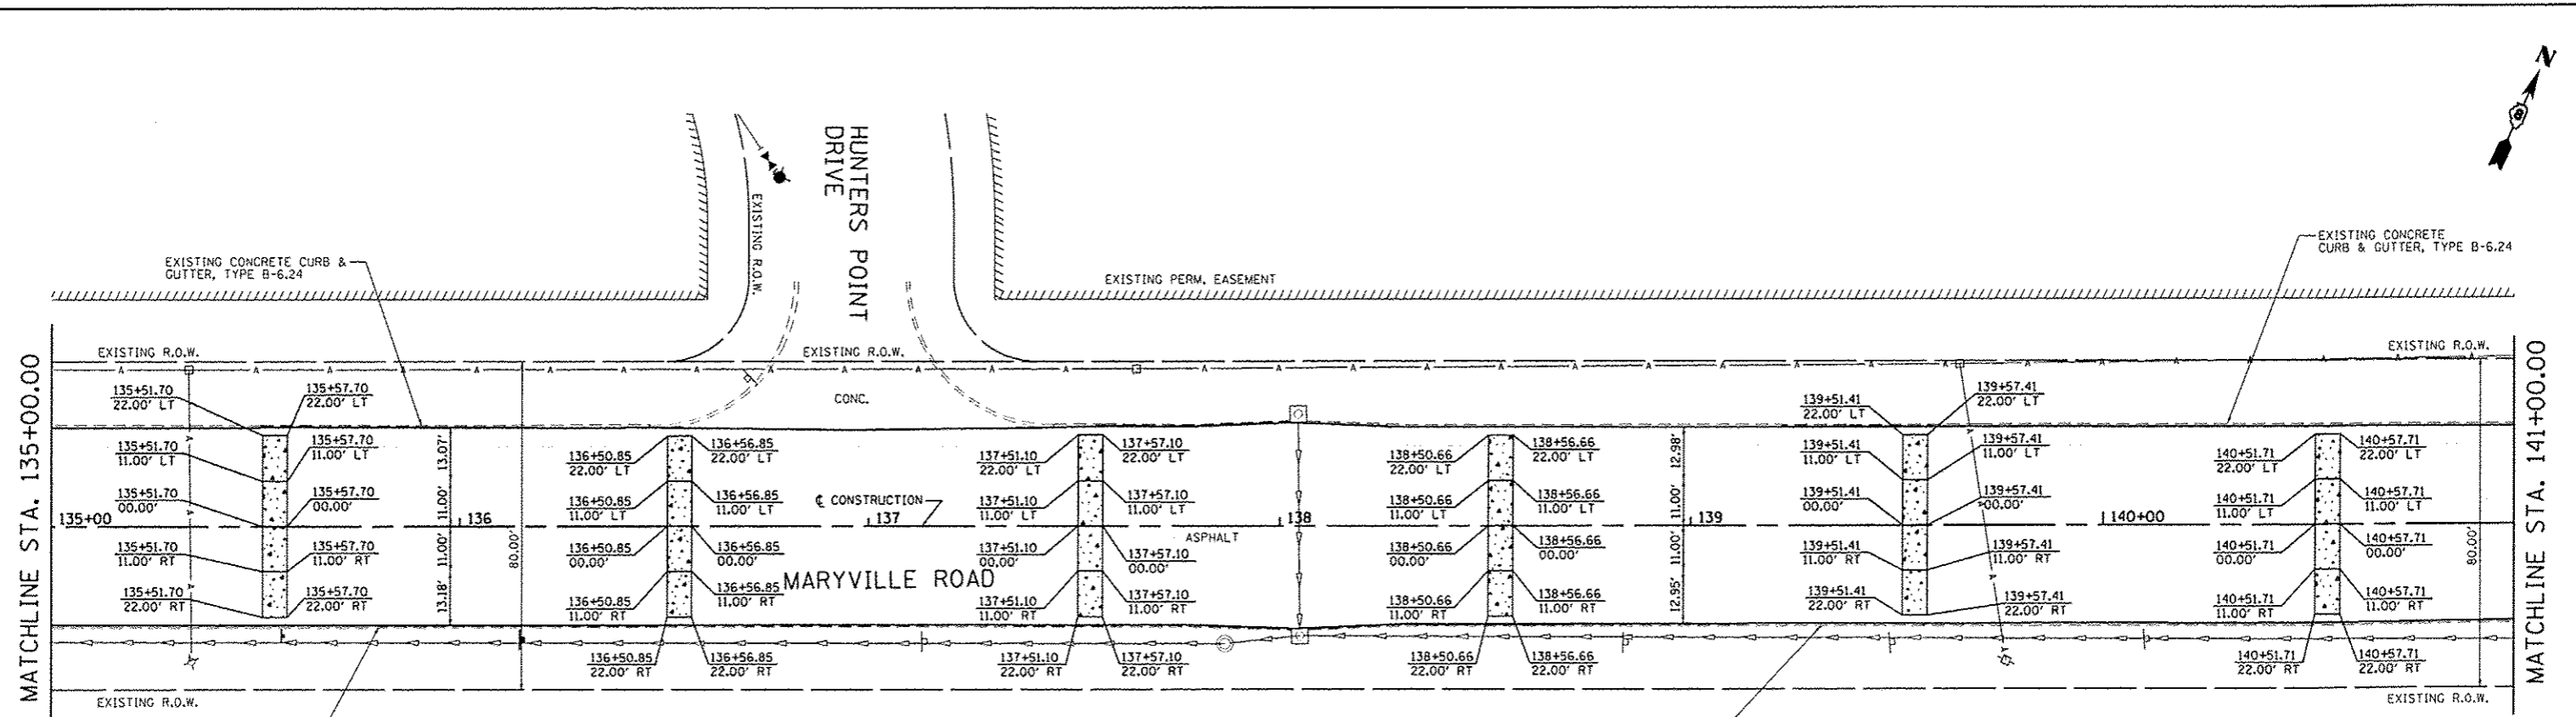 N
HUNTERS POINT
DRIVE
EXISTING R.O.W.
EXISTING CONCRETE CURB &
GUTTER, TYPE B-6.24
EXISTING PERM. EASEMENT
EXISTING CONCRETE
CURB & GUTTER, TYPE B-6.24
MATCHLINE STA. 135+00.00
EXISTING R.O.W.
EXISTING R.O.W.
EXISTING R.O.W.
CONC.
135+51.70
22.00' LT
135+57.70
22.00' LT
135+51.70
11.00' LT
135+57.70
11.00' LT
135+51.70
00.00'
135+57.70
00.00'
135+51.70
11.00' RT
135+57.70
11.00' RT
135+51.70
22.00' RT
135+57.70
22.00' RT
135+00
13.07'
11.00'
11.00'
13.18'
136
80.00'
136+50.85
22.00' LT
136+56.85
22.00' LT
136+50.85
11.00' LT
136+56.85
11.00' LT
136+50.85
00.00'
136+56.85
00.00'
136+50.85
11.00' RT
136+56.85
11.00' RT
136+50.85
22.00' RT
136+56.85
22.00' RT
℄ CONSTRUCTION
137
MARYVILLE ROAD
137+51.10
22.00' LT
137+57.10
22.00' LT
137+51.10
11.00' LT
137+57.10
11.00' LT
137+51.10
00.00'
137+57.10
00.00'
137+51.10
11.00' RT
137+57.10
11.00' RT
137+51.10
22.00' RT
137+57.10
22.00' RT
ASPHALT
138
138+50.66
22.00' LT
138+56.66
22.00' LT
138+50.66
11.00' LT
138+56.66
11.00' LT
138+50.66
00.00'
138+56.66
00.00'
138+50.66
11.00' RT
138+56.66
11.00' RT
138+50.66
22.00' RT
138+56.66
22.00' RT
12.98'
11.00'
11.00'
12.95'
139
139+51.41
22.00' LT
139+57.41
22.00' LT
139+51.41
11.00' LT
139+57.41
11.00' LT
139+51.41
00.00'
139+57.41
00.00'
139+51.41
11.00' RT
139+57.41
11.00' RT
139+51.41
22.00' RT
139+57.41
22.00' RT
140+00
140+51.71
22.00' LT
140+57.71
22.00' LT
140+51.71
11.00' LT
140+57.71
11.00' LT
140+51.71
00.00'
140+57.71
00.00'
140+51.71
11.00' RT
140+57.71
11.00' RT
140+51.71
22.00' RT
140+57.71
22.00' RT
80.00'
MATCHLINE STA. 141+00.00
EXISTING R.O.W.
EXISTING R.O.W.